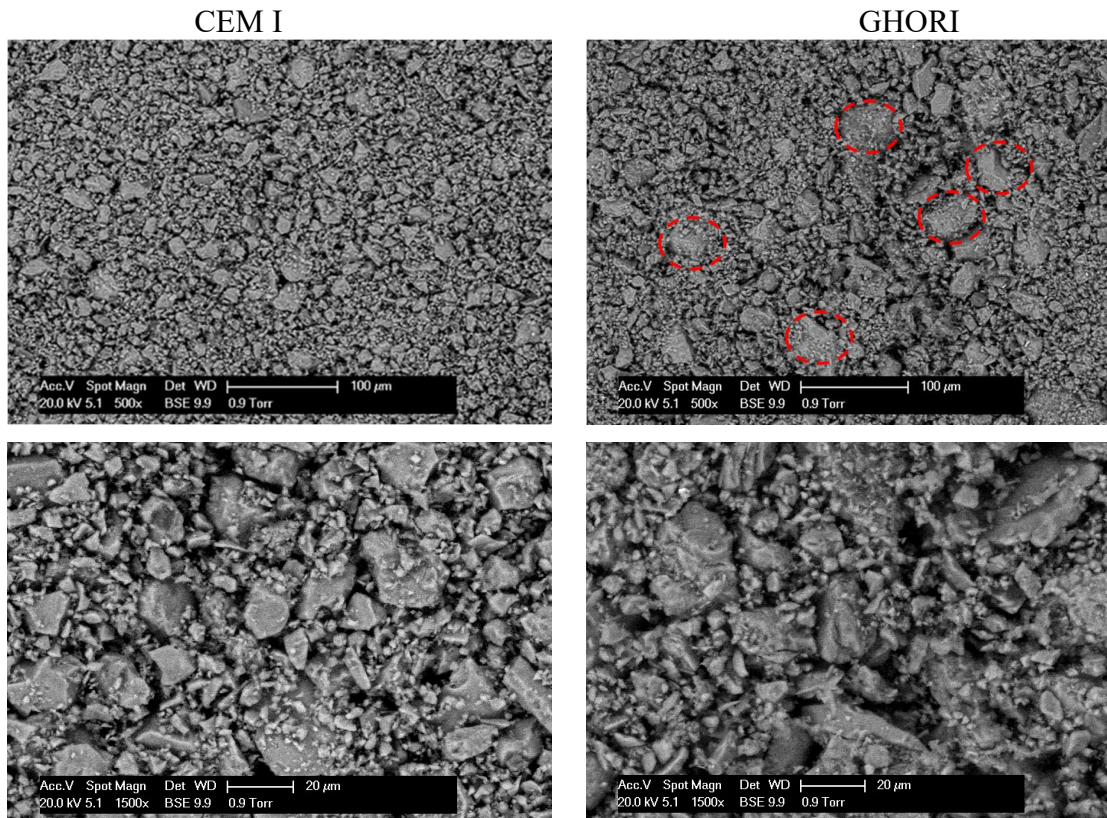 CEM I
GHORI
Acc.V Spot Magn Det WD 100 µm
20.0 kV 5.1 500x BSE 9.9 0.9 Torr
Acc.V Spot Magn Det WD 100 µm
20.0 kV 5.1 500x BSE 9.9 0.9 Torr
Acc.V Spot Magn Det WD 20 µm
20.0 kV 5.1 1500x BSE 9.9 0.9 Torr
Acc.V Spot Magn Det WD 20 µm
20.0 kV 5.1 1500x BSE 9.9 0.9 Torr